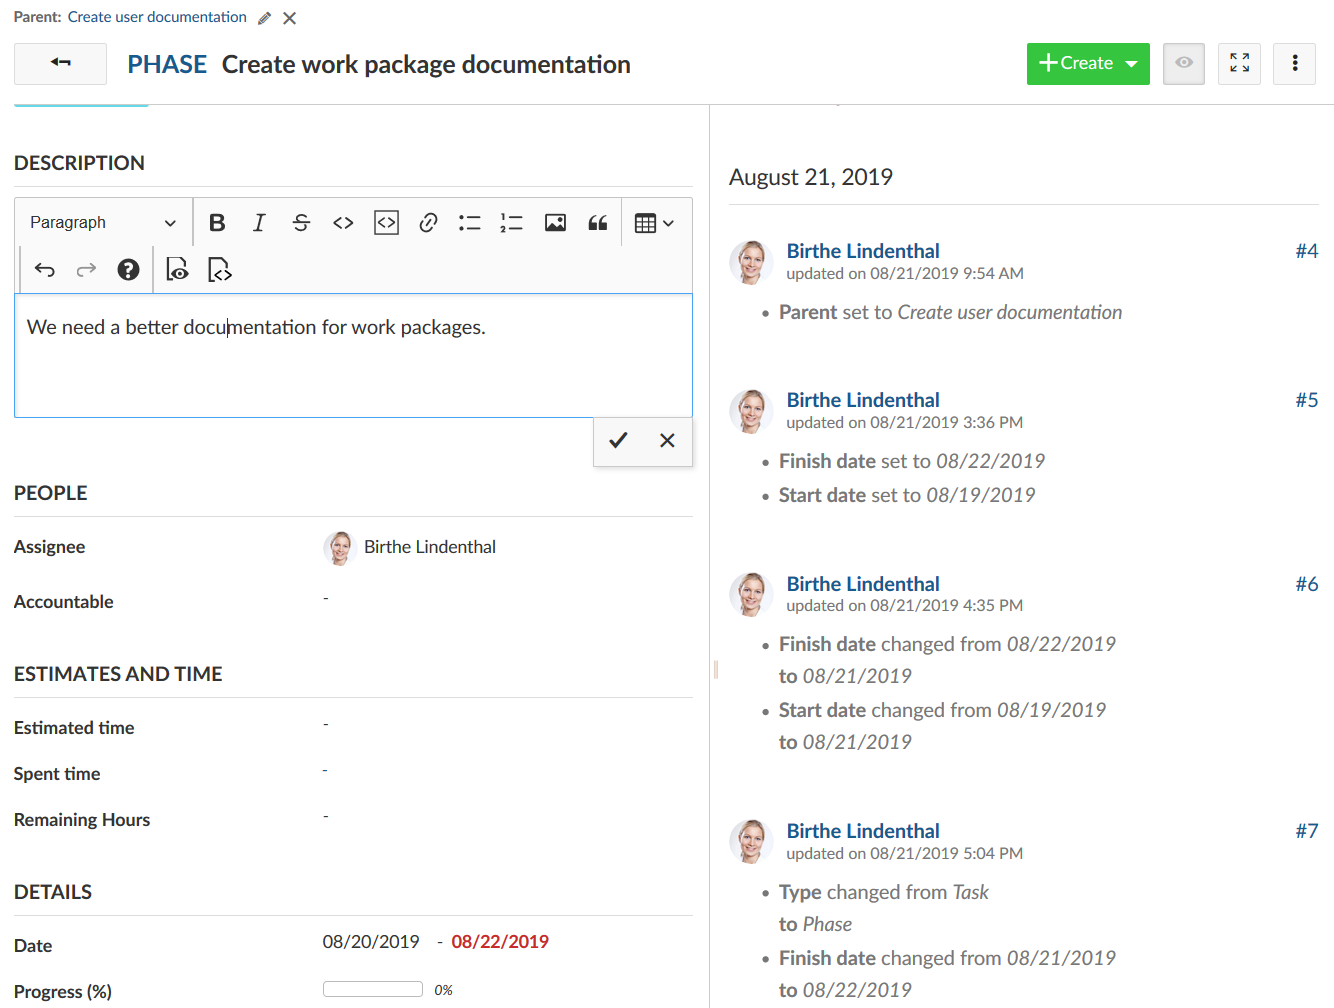 Parent: Create user documentation
PHASE Create work package documentation
Create
DESCRIPTION
Paragraph
We need a better documentation for work packages.
PEOPLE
Assignee Birthe Lindenthal
Accountable -
ESTIMATES AND TIME
Estimated time -
Spent time -
Remaining Hours -
DETAILS
Date 08/20/2019 - 08/22/2019
Progress (%) 0%
August 21, 2019
Birthe Lindenthal #4
updated on 08/21/2019 9:54 AM
• Parent set to Create user documentation
Birthe Lindenthal #5
updated on 08/21/2019 3:36 PM
• Finish date set to 08/22/2019
• Start date set to 08/19/2019
Birthe Lindenthal #6
updated on 08/21/2019 4:35 PM
• Finish date changed from 08/22/2019
to 08/21/2019
• Start date changed from 08/19/2019
to 08/21/2019
Birthe Lindenthal #7
updated on 08/21/2019 5:04 PM
• Type changed from Task
to Phase
• Finish date changed from 08/21/2019
to 08/22/2019